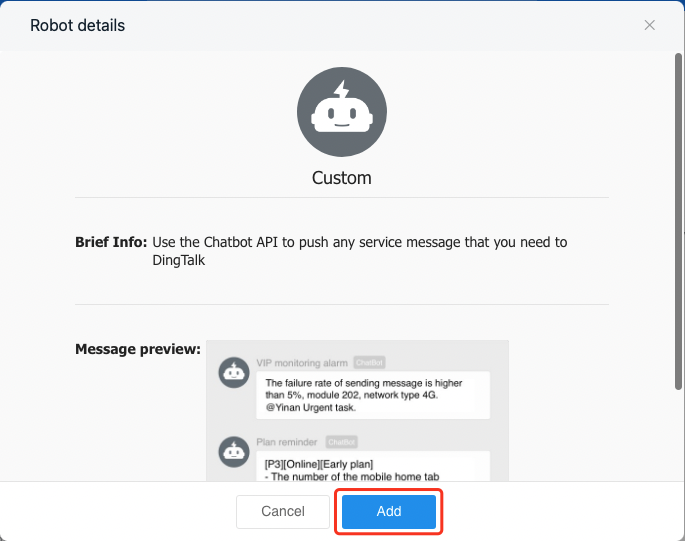 Robot details
Custom
Brief Info: Use the Chatbot API to push any service message that you need to
DingTalk
Message preview:
VIP monitoring alarm ChatBot
The failure rate of sending message is higher
than 5%, module 202, network type 4G.
@Yinan Urgent task.
Plan reminder ChatBot
[P3][Online][Early plan]
- The number of the mobile home tab
Cancel
Add